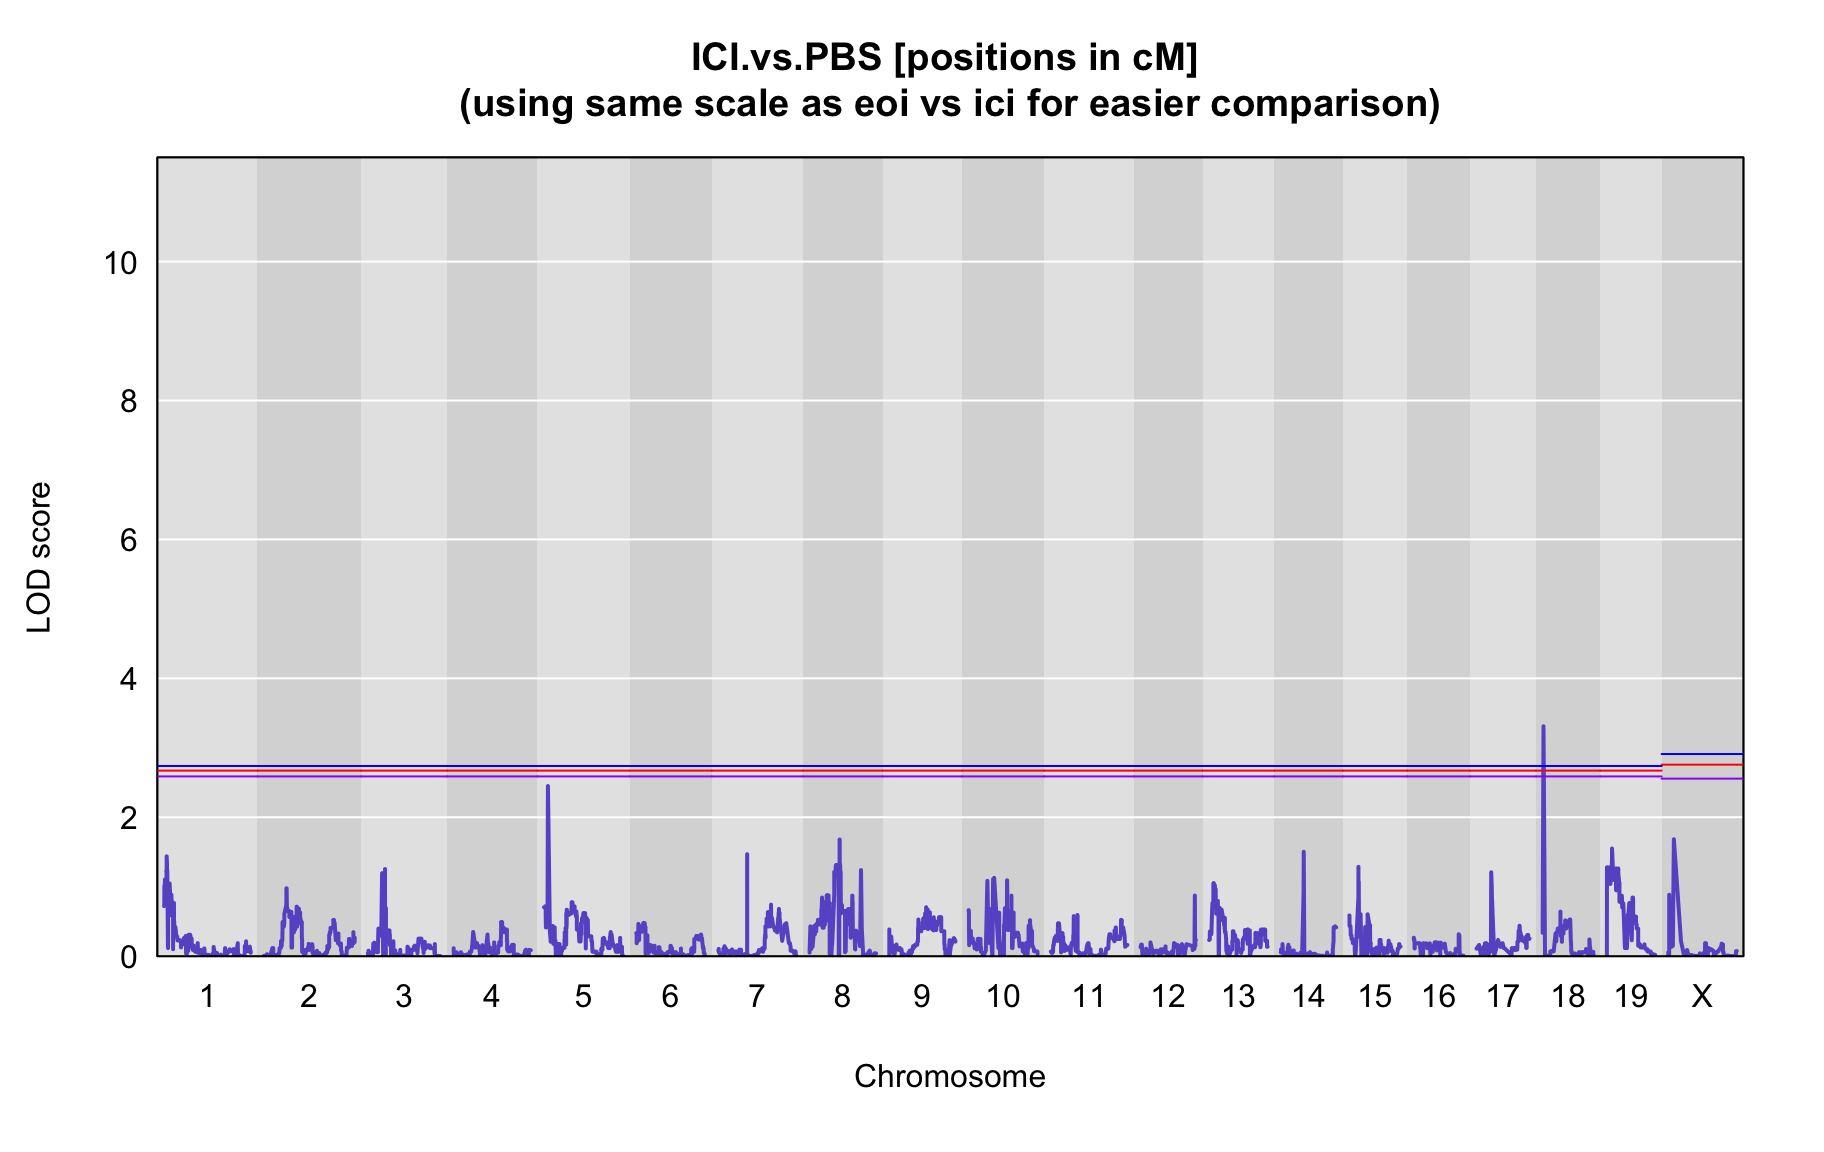 ICI.vs.PBS [positions in cM]
(using same scale as eoi vs ici for easier comparison)
10
8
6
4
2
0
LOD score
1 2 3 4 5 6 7 8 9 10 11 12 13 14 15 16 17 18 19 X
Chromosome